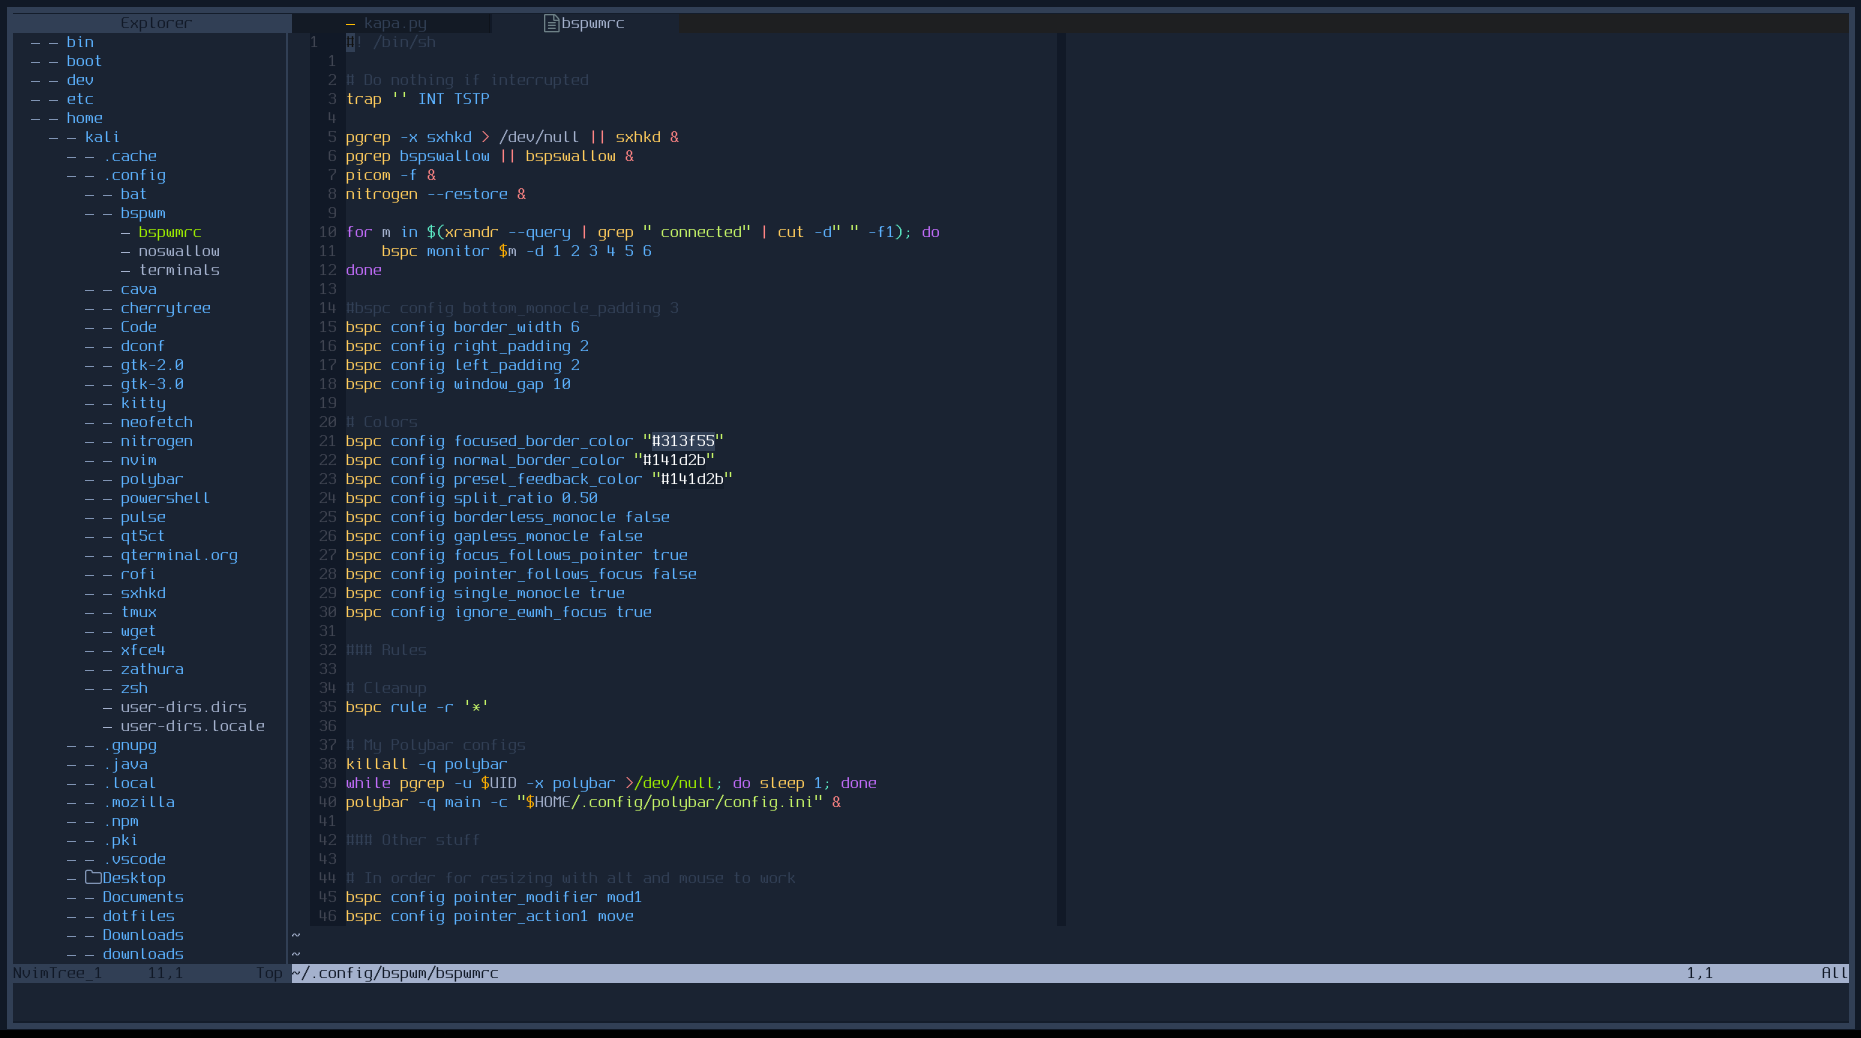 Explorer
— kapa.py
bspwmrc
— — bin
— — boot
— — dev
— — etc
— — home
— — kali
— — .cache
— — .config
— — bat
— — bspwm
— bspwmrc
— noswallow
— terminals
— — cava
— — cherrytree
— — Code
— — dconf
— — gtk-2.0
— — gtk-3.0
— — kitty
— — neofetch
— — nitrogen
— — nvim
— — polybar
— — powershell
— — pulse
— — qt5ct
— — qterminal.org
— — rofi
— — sxhkd
— — tmux
— — wget
— — xfce4
— — zathura
— — zsh
— user-dirs.dirs
— user-dirs.locale
— — .gnupg
— — .java
— — .local
— — .mozilla
— — .npm
— — .pki
— — .vscode
— Desktop
— — Documents
— — dotfiles
— — Downloads
— — downloads
1 #! /bin/sh
1
2 # Do nothing if interrupted
3 trap '' INT TSTP
4
5 pgrep -x sxhkd > /dev/null || sxhkd &
6 pgrep bspswallow || bspswallow &
7 picom -f &
8 nitrogen --restore &
9
10 for m in $(xrandr --query | grep " connected" | cut -d" " -f1); do
11 bspc monitor $m -d 1 2 3 4 5 6
12 done
13
14 #bspc config bottom_monocle_padding 3
15 bspc config border_width 6
16 bspc config right_padding 2
17 bspc config left_padding 2
18 bspc config window_gap 10
19
20 # Colors
21 bspc config focused_border_color "#313f55"
22 bspc config normal_border_color "#141d2b"
23 bspc config presel_feedback_color "#141d2b"
24 bspc config split_ratio 0.50
25 bspc config borderless_monocle false
26 bspc config gapless_monocle false
27 bspc config focus_follows_pointer true
28 bspc config pointer_follows_focus false
29 bspc config single_monocle true
30 bspc config ignore_ewmh_focus true
31
32 ### Rules
33
34 # Cleanup
35 bspc rule -r '*'
36
37 # My Polybar configs
38 killall -q polybar
39 while pgrep -u $UID -x polybar >/dev/null; do sleep 1; done
40 polybar -q main -c "$HOME/.config/polybar/config.ini" &
41
42 ### Other stuff
43
44 # In order for resizing with alt and mouse to work
45 bspc config pointer_modifier mod1
46 bspc config pointer_action1 move
~
~
NvimTree_1 11,1 Top ~/.config/bspwm/bspwmrc 1,1 All